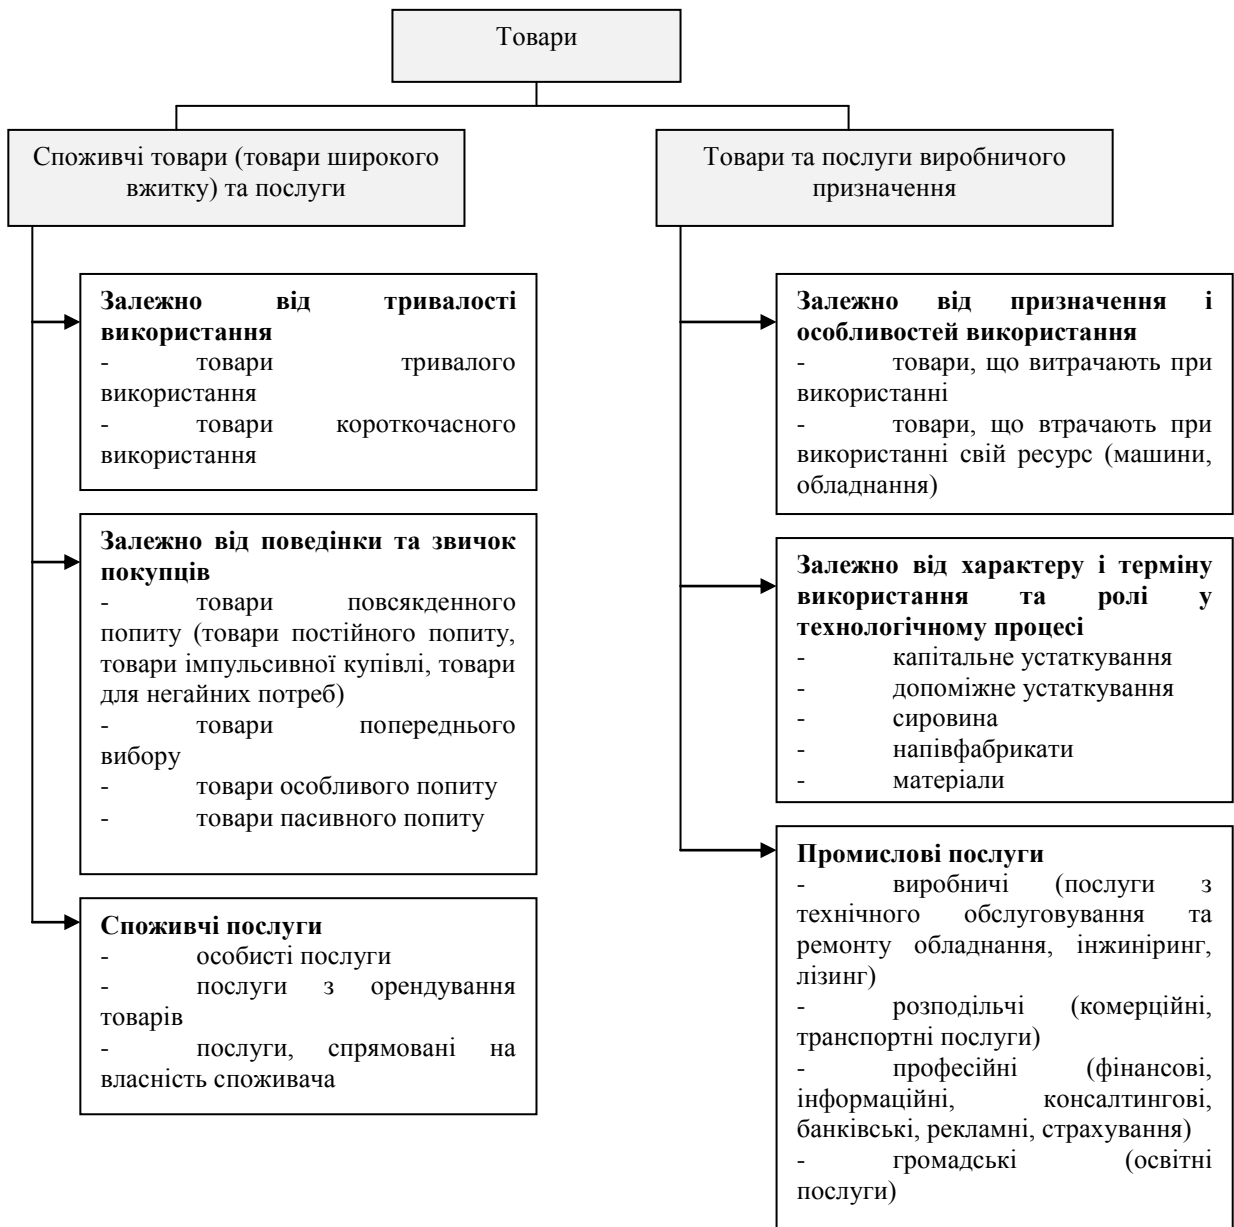 Товари
Споживчі товари (товари широкого
вжитку) та послуги
Залежно від тривалості
використання
- товари тривалого
використання
- товари короткочасного
використання
Залежно від поведінки та звичок
покупців
- товари повсякденного
попиту (товари постійного попиту,
товари імпульсивної купівлі, товари
для негайних потреб)
- товари попереднього
вибору
- товари особливого попиту
- товари пасивного попиту
Споживчі послуги
- особисті послуги
- послуги з орендування
товарів
- послуги, спрямовані на
власність споживача
Товари та послуги виробничого
призначення
Залежно від призначення і
особливостей використання
- товари, що витрачають при
використанні
- товари, що втрачають при
використанні свій ресурс (машини,
обладнання)
Залежно від характеру і терміну
використання та ролі у
технологічному процесі
- капітальне устаткування
- допоміжне устаткування
- сировина
- напівфабрикати
- матеріали
Промислові послуги
- виробничі (послуги з
технічного обслуговування та
ремонту обладнання, інжиніринг,
лізинг)
- розподільчі (комерційні,
транспортні послуги)
- професійні (фінансові,
інформаційні, консалтингові,
банківські, рекламні, страхування)
- громадські (освітні
послуги)